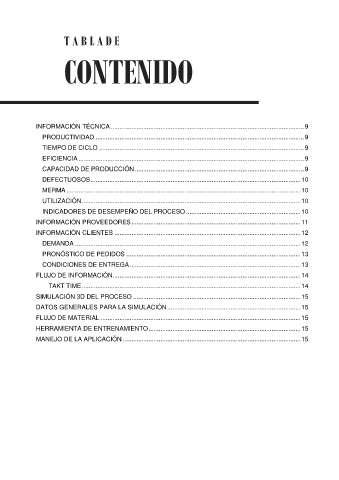 TABLADE
CONTENIDO
INFORMACIÓN TÉCNICA 9
PRODUCTIVIDAD 9
TIEMPO DE CICLO 9
EFICIENCIA 9
CAPACIDAD DE PRODUCCIÓN 9
DEFECTUOSOS 10
MERMA 10
UTILIZACIÓN 10
INDICADORES DE DESEMPEÑO DEL PROCESO 10
INFORMACIÓN PROVEEDORES 11
INFORMACIÓN CLIENTES 12
DEMANDA 12
PRONÓSTICO DE PEDIDOS 13
CONDICIONES DE ENTREGA 13
FLUJO DE INFORMACIÓN 14
TAKT TIME 14
SIMULACIÓN 3D DEL PROCESO 15
DATOS GENERALES PARA LA SIMULACIÓN 15
FLUJO DE MATERIAL 15
HERRAMIENTA DE ENTRENAMIENTO 15
MANEJO DE LA APLICACIÓN 15